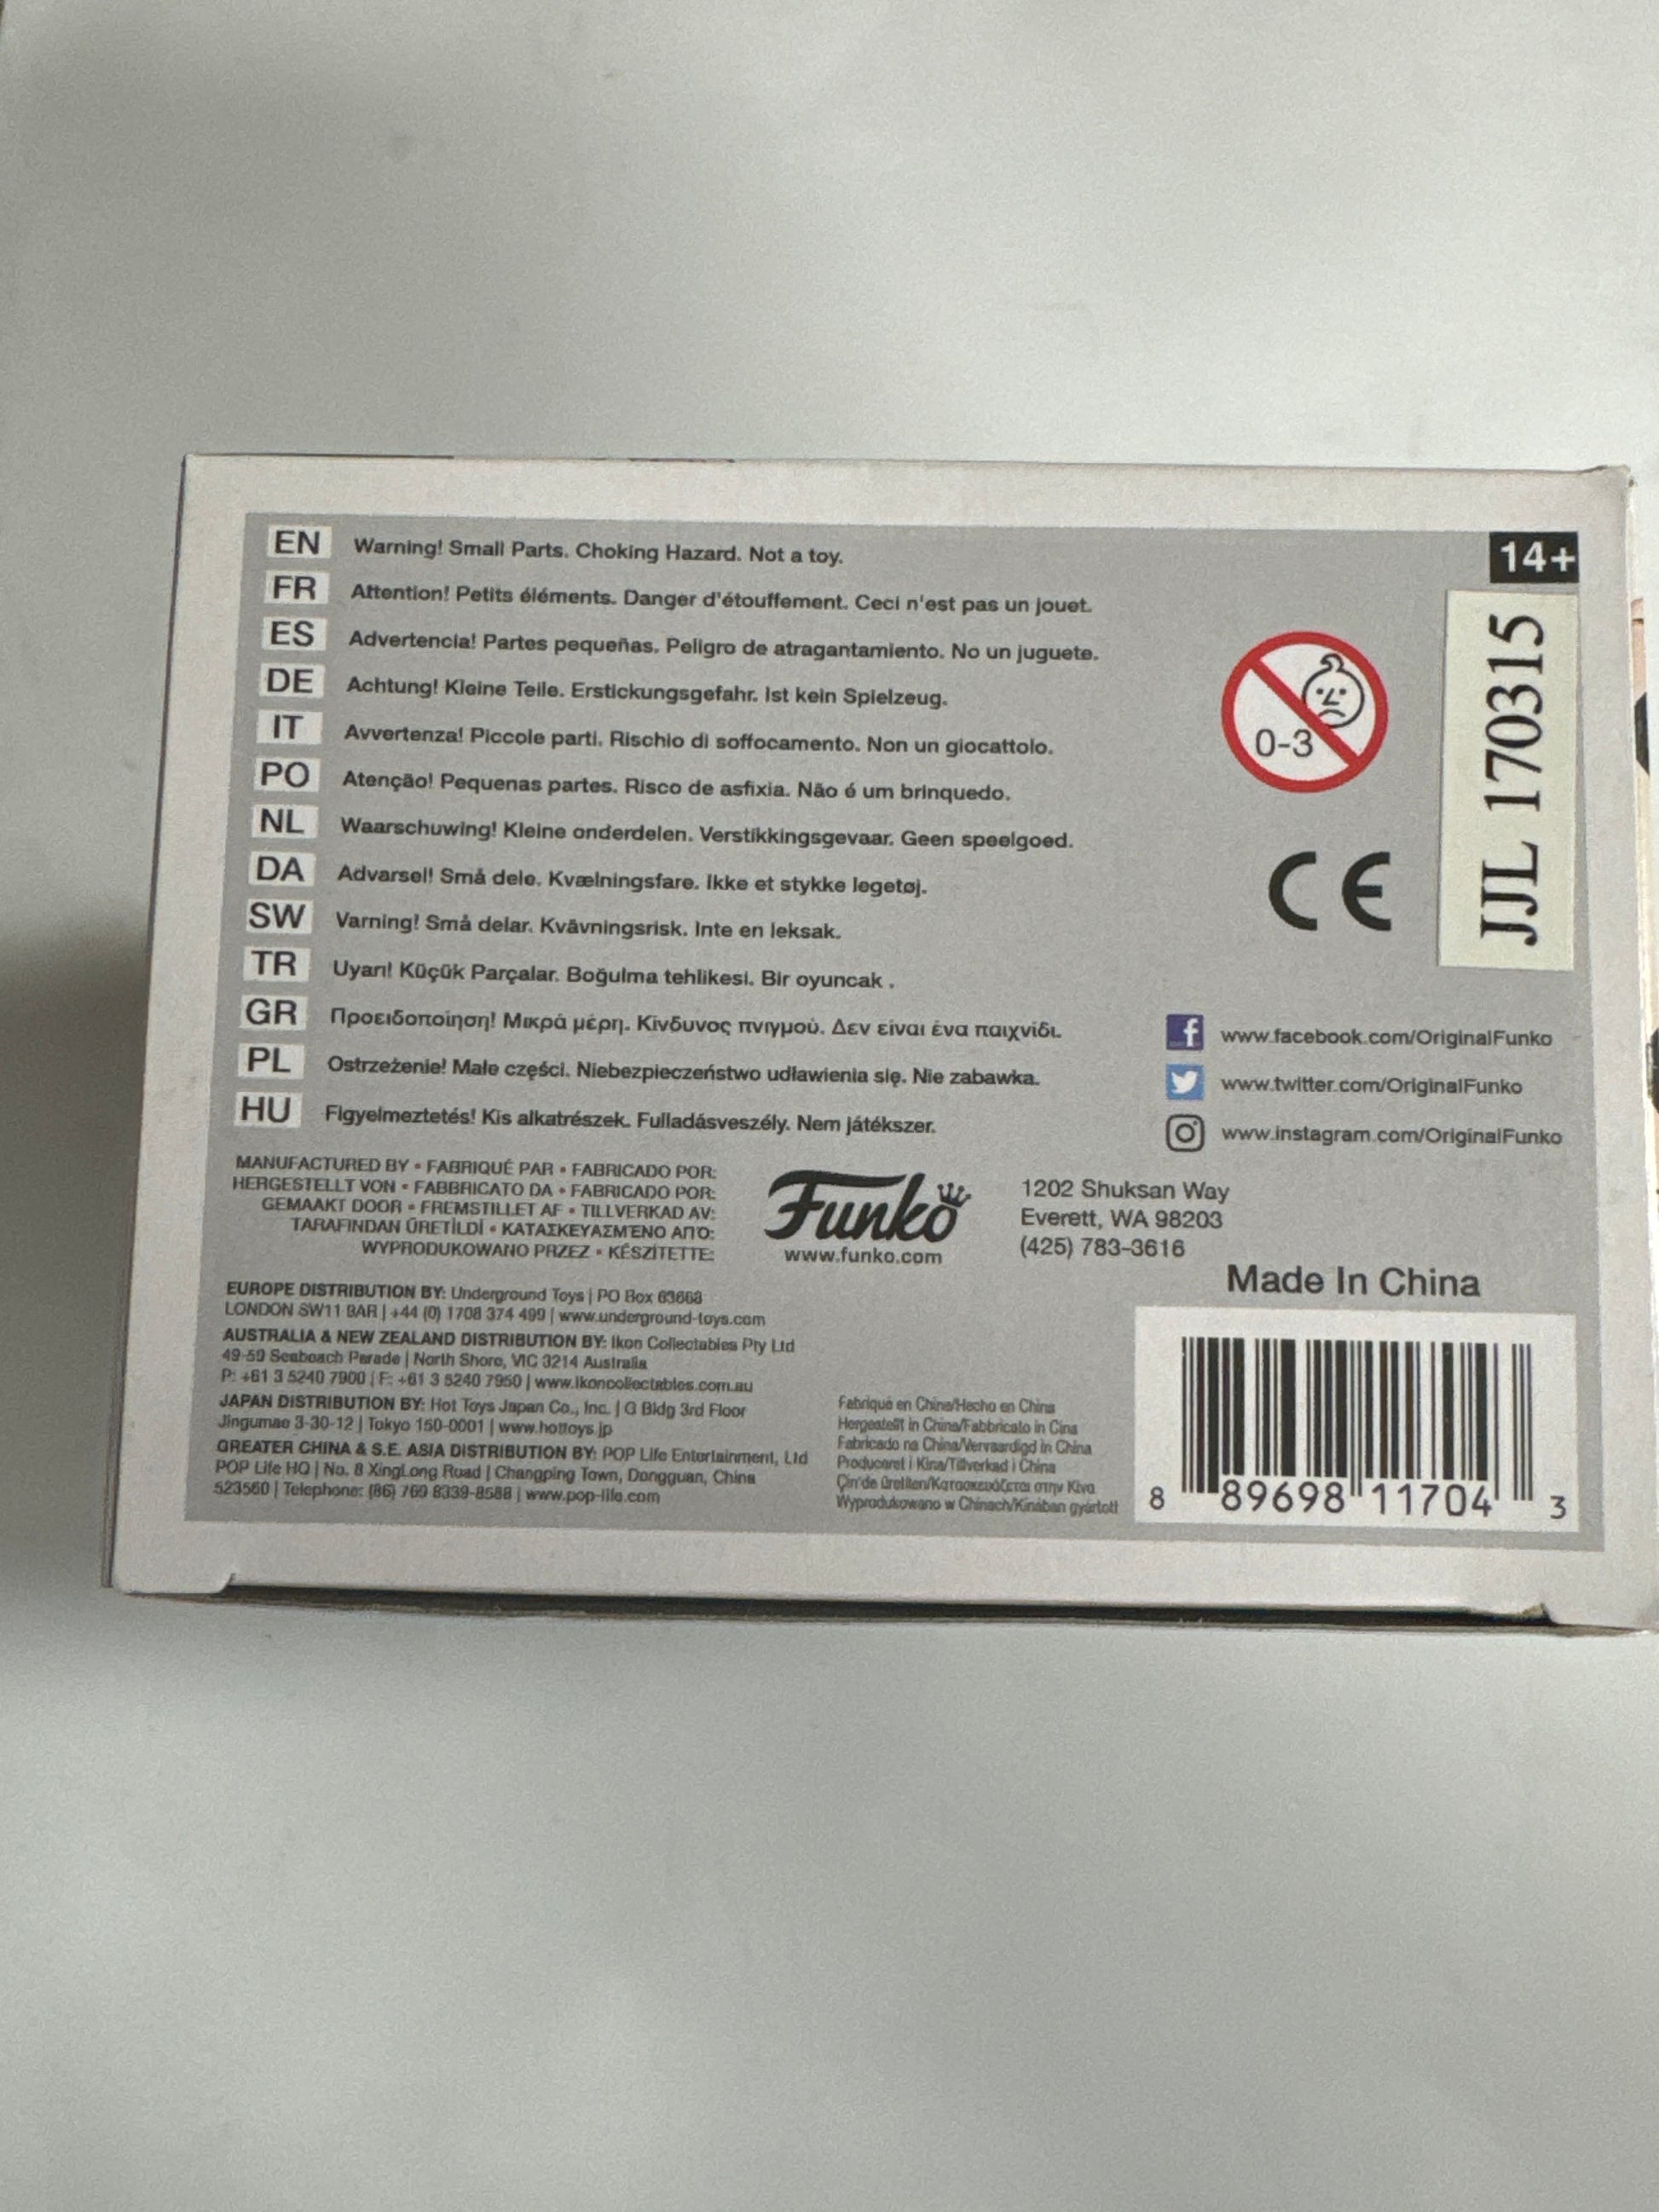 EN Warning! Small Parts. Choking Hazard. Not a toy.
FR Attention! Petits éléments. Danger d'étouffement. Ceci n'est pas un jouet.
ES Advertencia! Partes pequeñas. Peligro de atragantamiento. No un juguete.
DE Achtung! Kleine Teile. Erstickungsgefahr. Ist kein Spielzeug.
IT Avvertenza! Piccole parti. Rischio di soffocamento. Non un giocattolo.
PO Atenção! Pequenas partes. Risco de asfixia. Não é um brinquedo.
NL Waarschuwing! Kleine onderdelen. Verstikkingsgevaar. Geen speelgoed.
DA Advarsel! Små dele. Kvælningsfare. Ikke et stykke legetøj.
SW Varning! Små delar. Kvävningsrisk. Inte en leksak.
TR Uyarı! Küçük Parçalar. Boğulma tehlikesi. Bir oyuncak .
GR Προειδοποίηση! Μικρά μέρη. Κίνδυνος πνιγμού. Δεν είναι ένα παιχνίδι.
PL Ostrzeżenie! Małe części. Niebezpieczeństwo udławienia się. Nie zabawka.
HU Figyelmeztetés! Kis alkatrészek. Fulladásveszély. Nem játékszer.
14+
0-3
CE
JJL 170315
www.facebook.com/OriginalFunko
www.twitter.com/OriginalFunko
www.instagram.com/OriginalFunko
MANUFACTURED BY • FABRIQUÉ PAR • FABRICADO POR:
HERGESTELLT VON • FABBRICATO DA • FABRICADO POR:
GEMAAKT DOOR • FREMSTILLET AF • TILLVERKAD AV:
TARAFINDAN ÜRETİLDİ • ΚΑΤΑΣΚΕΥΑΣΜΈΝΟ ΑΠΌ:
WYPRODUKOWANO PRZEZ • KÉSZÍTETTE:
Funko
www.funko.com
1202 Shuksan Way
Everett, WA 98203
(425) 783-3616
Made In China
EUROPE DISTRIBUTION BY: Underground Toys | PO Box 63668
LONDON SW11 9AR | +44 (0) 1708 374 499 | www.underground-toys.com
AUSTRALIA & NEW ZEALAND DISTRIBUTION BY: Ikon Collectables Pty Ltd
49-59 Seabeach Parade | North Shore, VIC 3214 Australia
P: +61 3 5240 7900 | F: +61 3 5240 7950 | www.ikoncollectables.com.au
JAPAN DISTRIBUTION BY: Hot Toys Japan Co., Inc. | G Bldg 3rd Floor
Jingumae 3-30-12 | Tokyo 150-0001 | www.hottoys.jp
GREATER CHINA & S.E. ASIA DISTRIBUTION BY: POP Life Entertainment, Ltd
POP Life HQ | No. 8 XingLong Road | Changping Town, Dongguan, China
523560 | Telephone: (86) 769 8339-8588 | www.pop-life.com
Fabriqué en Chine/Hecho en China
Hergestellt in China/Fabbricato in Cina
Fabricado na China/Vervaardigd in China
Produceret i Kina/Tillverkad i China
Çin'de üretilen/Κατασκευάζεται στην Κίνα
Wyprodukowano w Chinach/Kínában gyártott
8 89698 11704 3